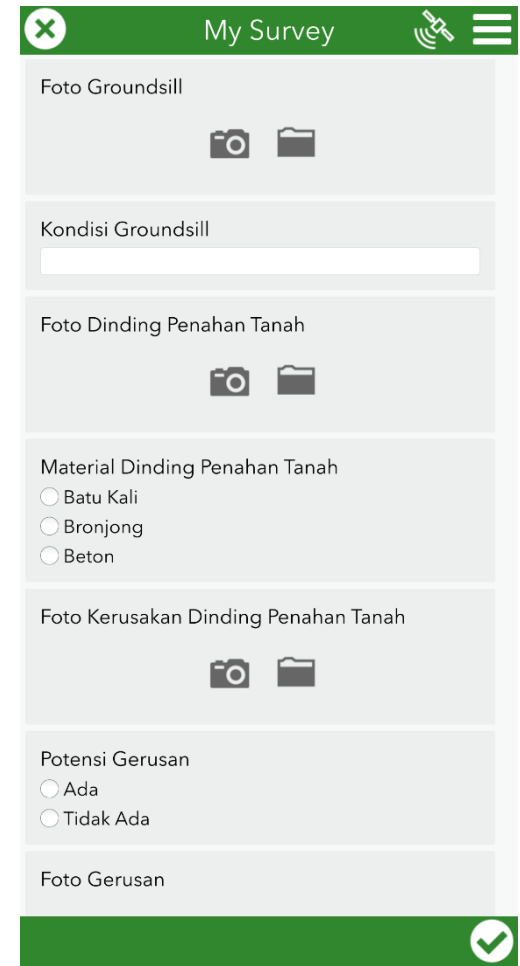 My Survey
Foto Groundsill
Kondisi Groundsill
Foto Dinding Penahan Tanah
Material Dinding Penahan Tanah
Batu Kali
Bronjong
Beton
Foto Kerusakan Dinding Penahan Tanah
Potensi Gerusan
Ada
Tidak Ada
Foto Gerusan